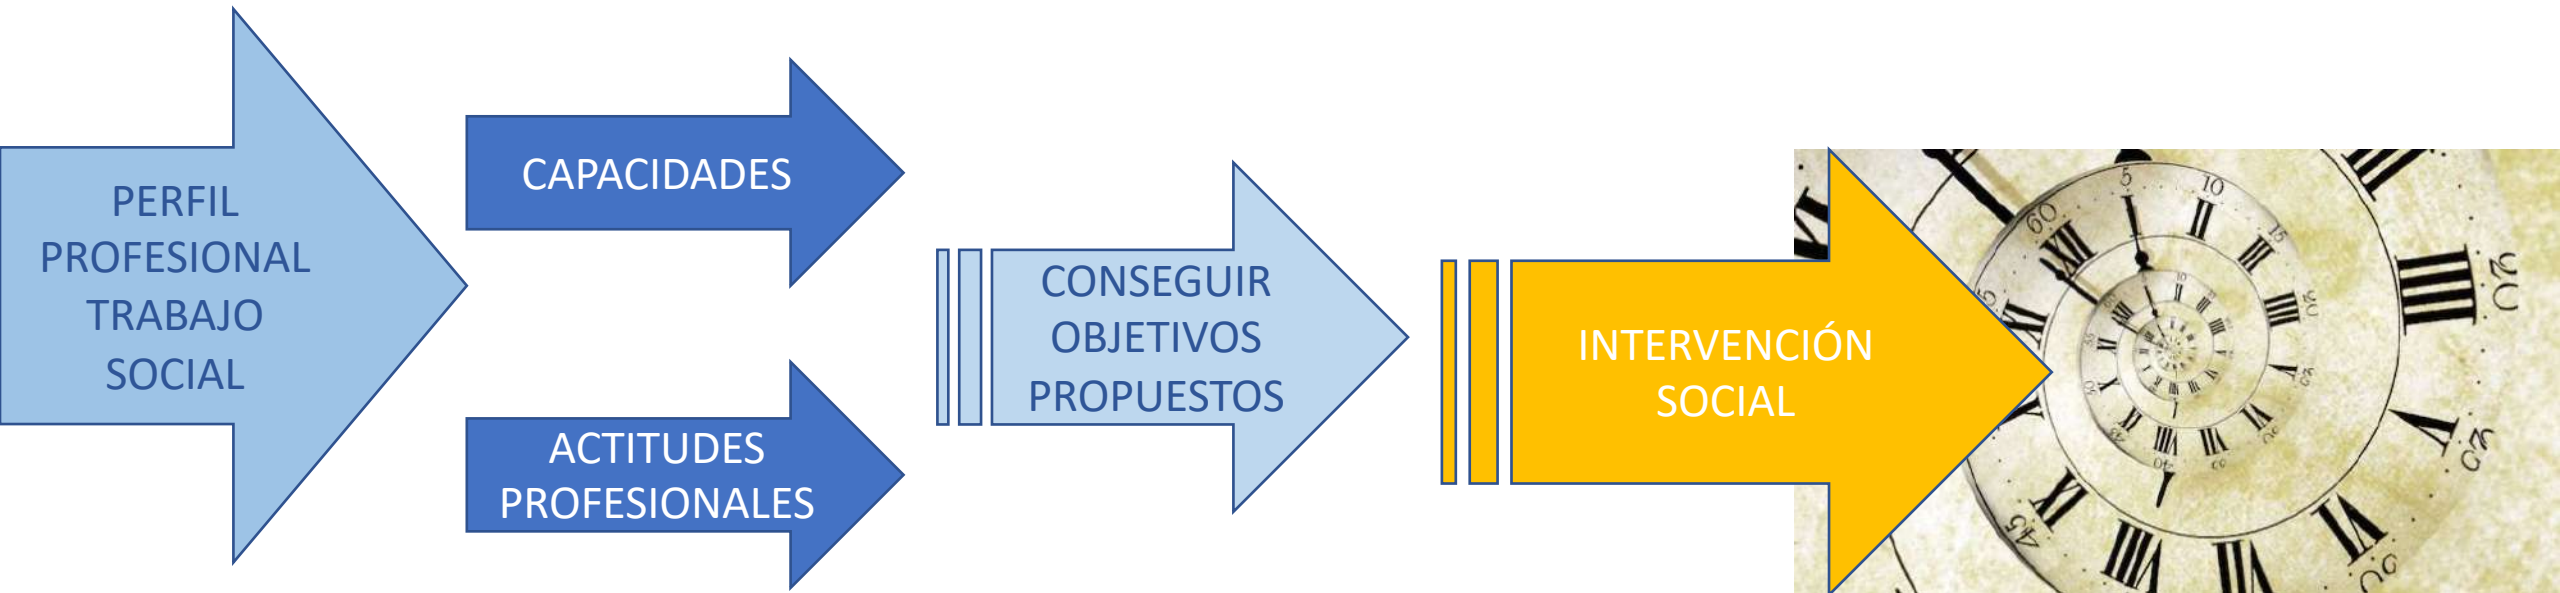 PERFIL
PROFESIONAL
TRABAJO
SOCIAL
CAPACIDADES
ACTITUDES
PROFESIONALES
CONSEGUIR
OBJETIVOS
PROPUESTOS
INTERVENCIÓN
SOCIAL